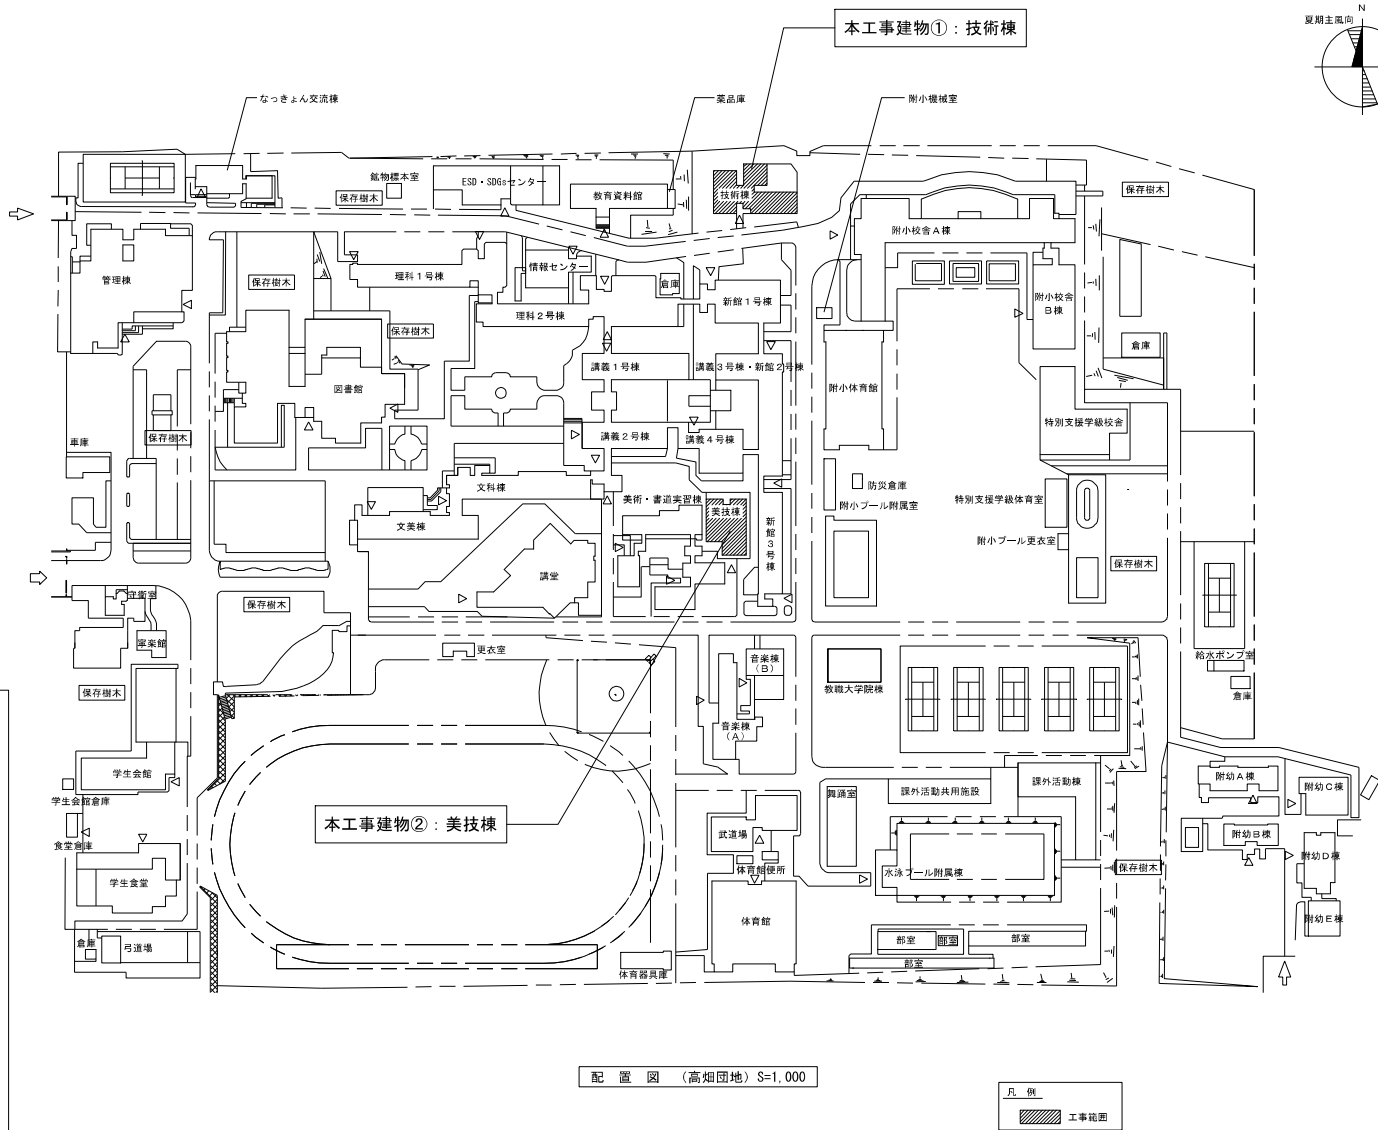 N
夏期主風向
本工事建物①：技術棟
なっきょん交流棟
薬品庫
附小機械室
鉱物標本室
ESD・SDGsセンター
保存樹木
教育資料館
技術棟
保存樹木
附小校舎A棟
管理棟
保存樹木
理科1号棟
情報センター
倉庫
新館1号棟
附小校舎
B棟
理科2号棟
保存樹木
倉庫
図書館
講義1号棟
講義3号棟・新館2号棟
附小体育館
車庫
保存樹木
講義2号棟
講義4号棟
特別支援学級校舎
文科棟
美術・書道実習棟
防災倉庫
特別支援学級体育室
附小プール附属室
文美棟
美技棟
新館3号棟
附小プール更衣室
保存樹木
講堂
守衛室
保存樹木
寧楽館
更衣室
音楽棟
(B)
教職大学院棟
給水ポンプ室
倉庫
保存樹木
音楽棟
(A)
学生会館
学生会館倉庫
舞踊室
課外活動共用施設
課外活動棟
附幼A棟
附幼C棟
本工事建物②：美技棟
食堂倉庫
武道場
附幼B棟
附幼D棟
体育館便所
水泳プール附属棟
保存樹木
学生食堂
体育館
附幼E棟
倉庫
弓道場
部室
部室
部室
部室
体育器具庫
配 置 図 （高畑団地）S=1,000
凡 例
工事範囲